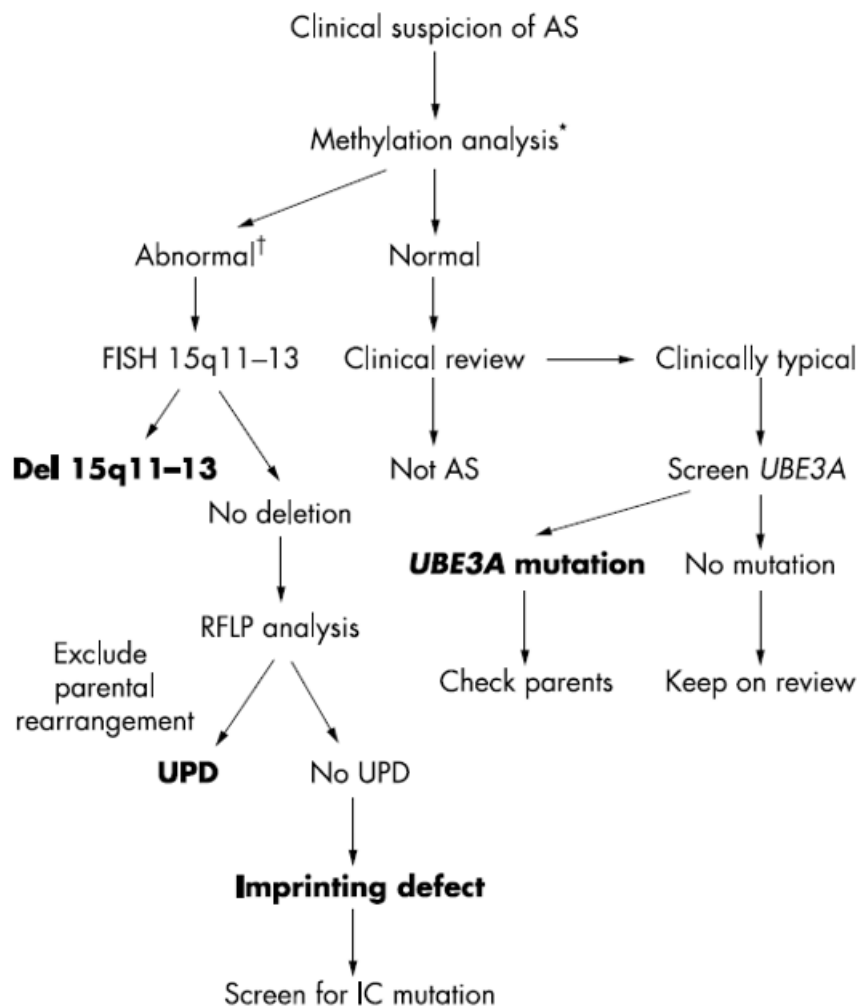 Clinical suspicion of AS
Methylation analysis*
Abnormal†
Normal
FISH 15q11–13
Clinical review
Clinically typical
Del 15q11–13
Not AS
Screen UBE3A
No deletion
UBE3A mutation
No mutation
RFLP analysis
Exclude
parental
rearrangement
Check parents
Keep on review
UPD
No UPD
Imprinting defect
Screen for IC mutation